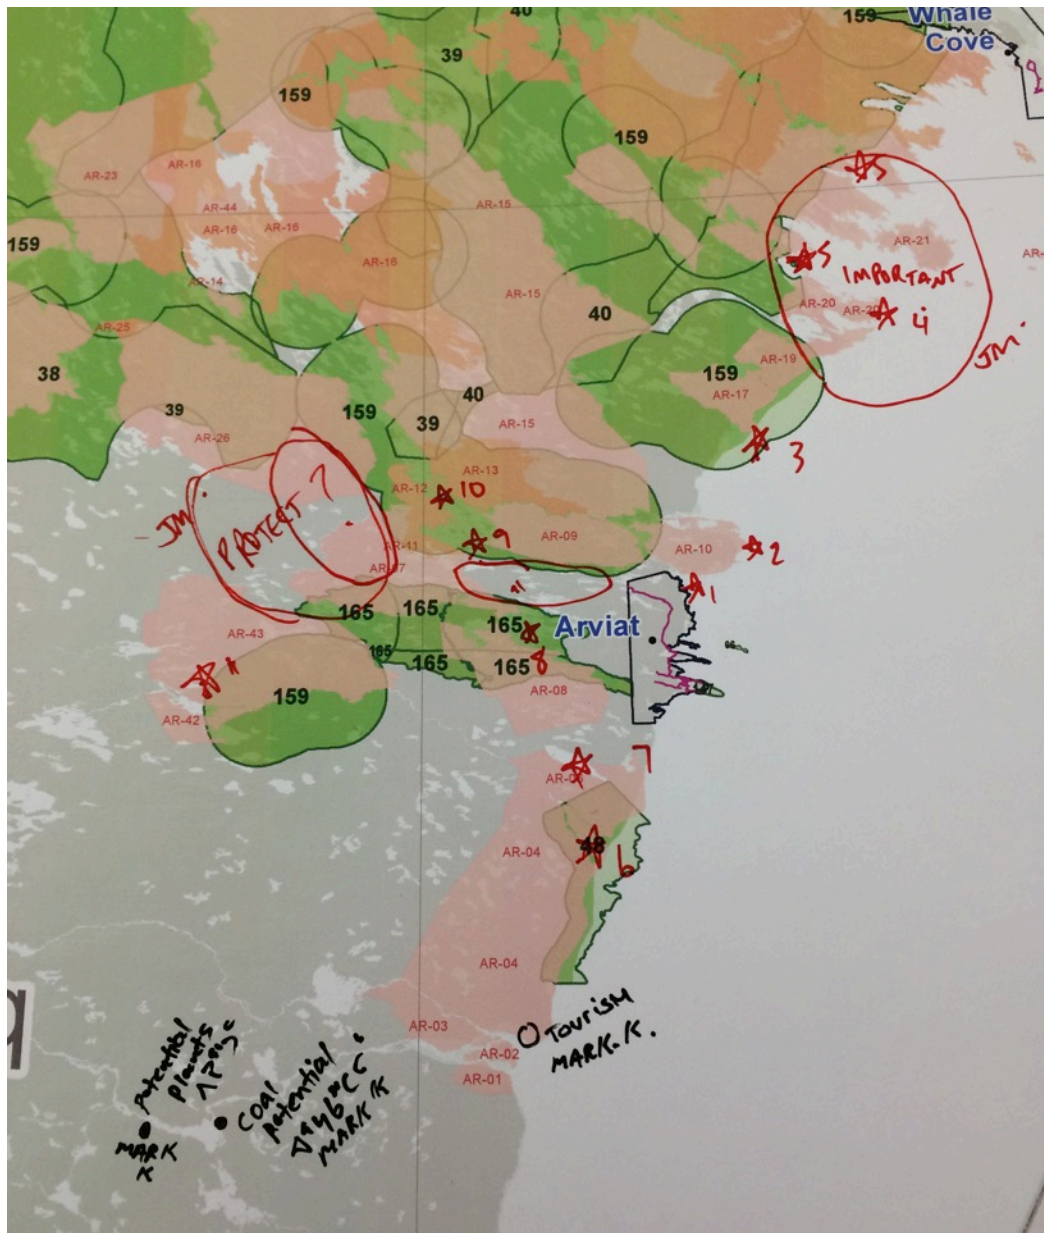 40
159
Whale
Cove
39
159
159
AR-23
AR-16
AR-44
AR-16
AR-16
AR-15
159
AR-21
AR-16
AR-
5
IMPORTANT
AR-14
AR-15
AR-20
4
AR-25
40
JM
38
159
AR-19
AR-17
40
39
159
39
AR-15
AR-26
3
AR-13
AR-12
10
JM
PROTECT ?
AR-09
9
AR-11
AR-10
2
AR-07
1
165
165
165
Arviat
AR-43
165
165
165
8
AR-08
159
AR-42
7
48
6
AR-04
AR-04
AR-03
AR-02
AR-01
TOURISM
MARK.K.
potential
MARK
K
COAL
Potential
MARK K